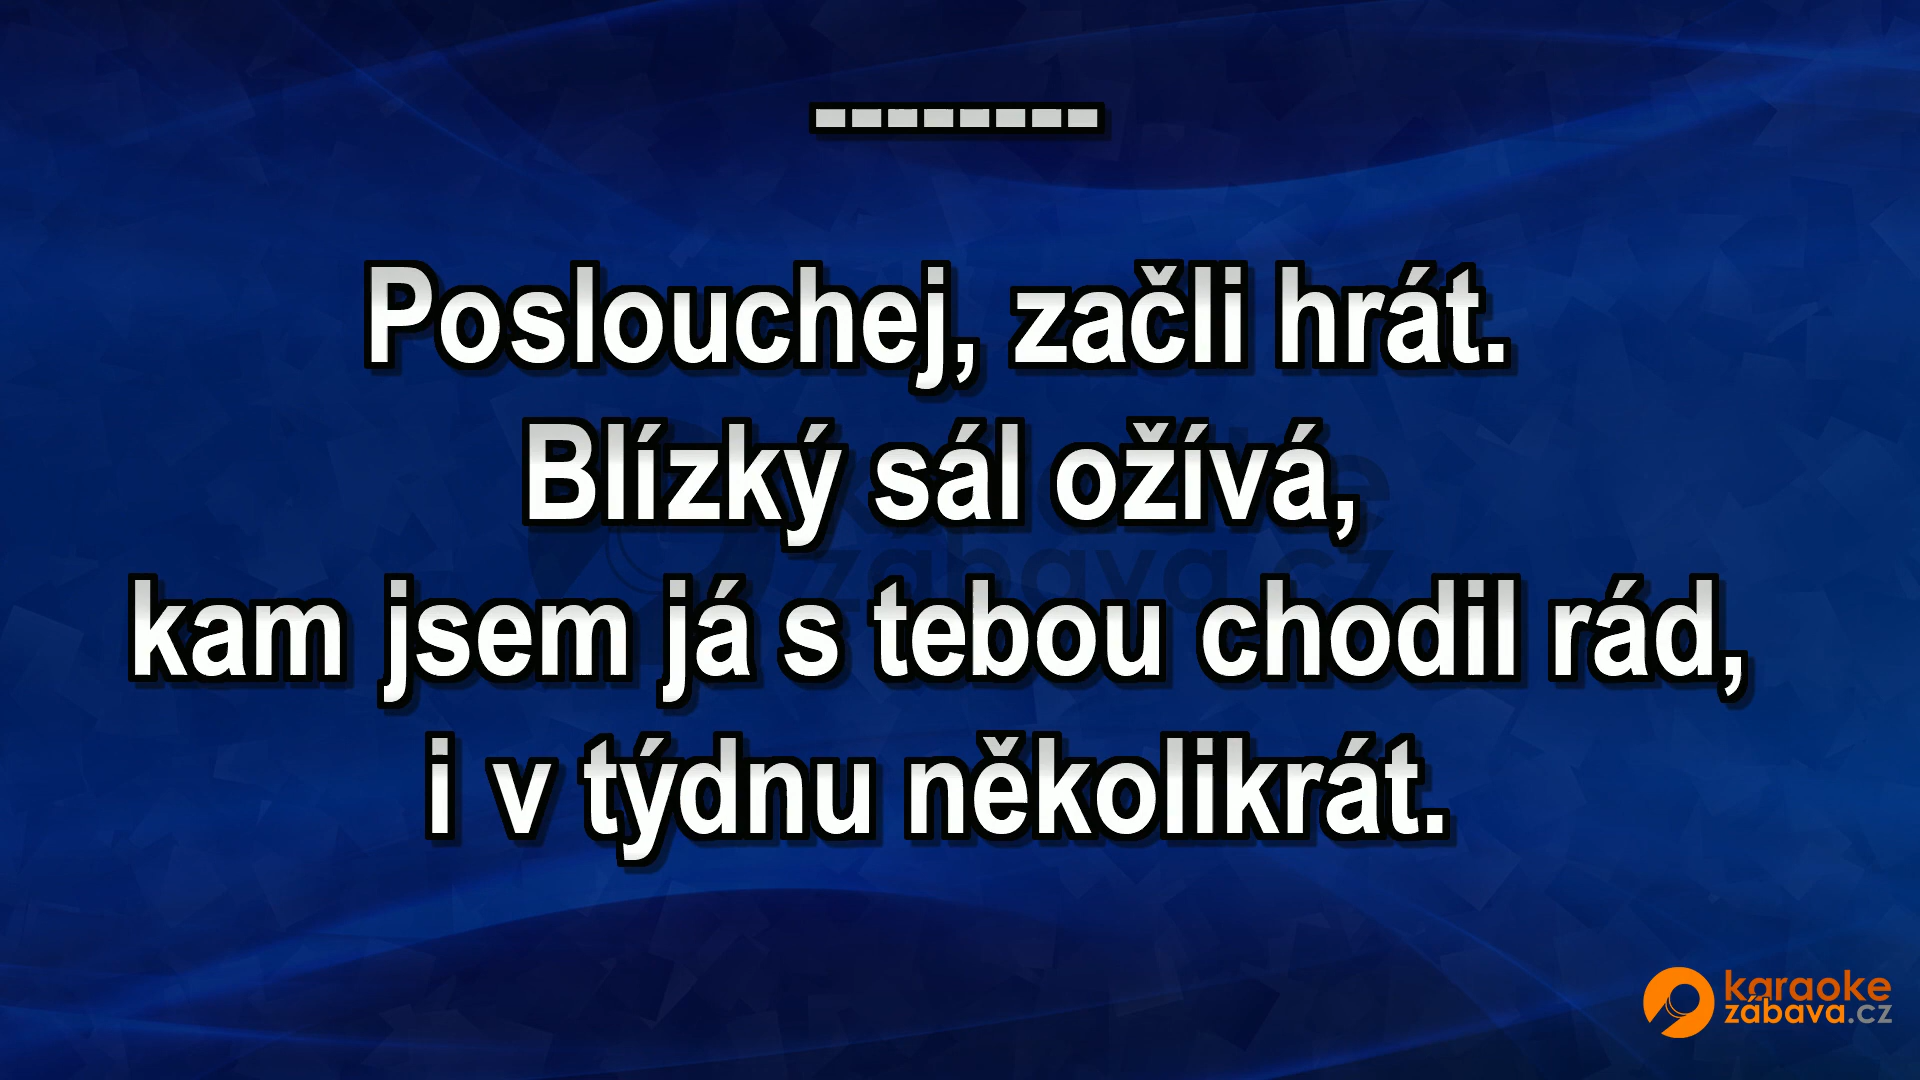 --------
Poslouchej, začli hrát.
Blízký sál ožívá,
kam jsem já s tebou chodil rád,
i v týdnu několikrát.
karaoke
zábava.cz